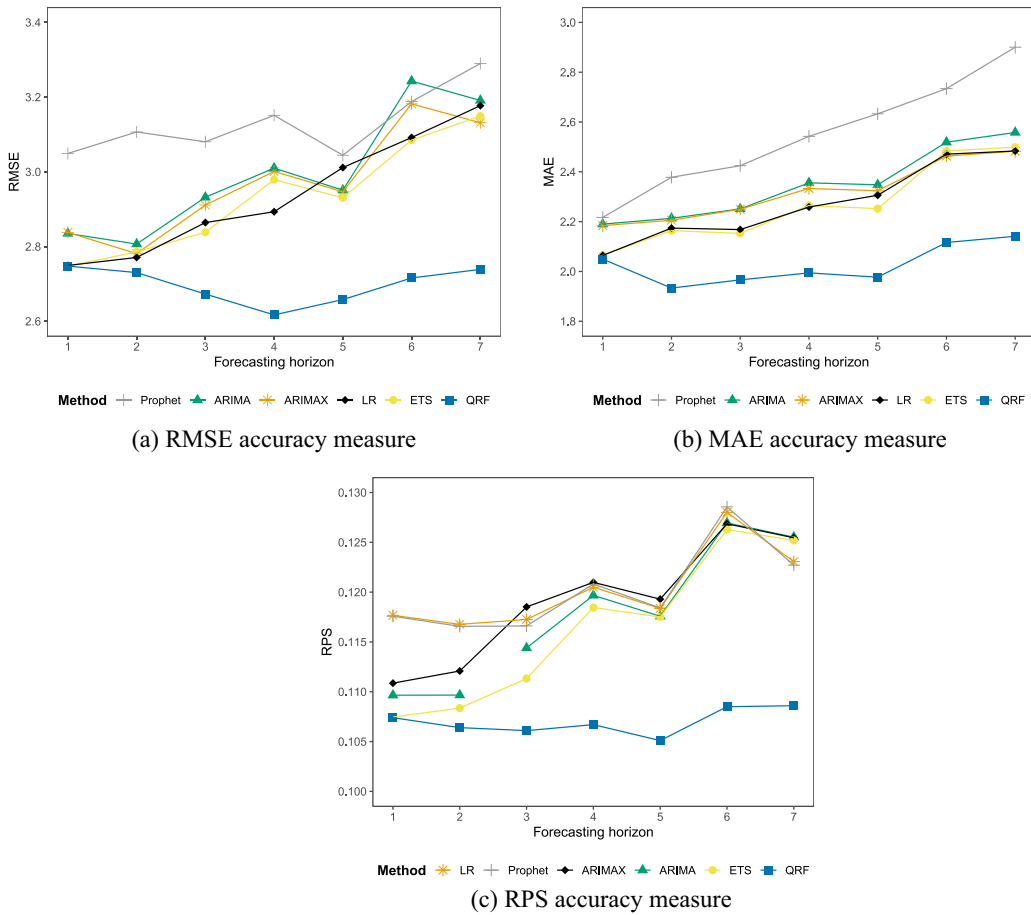 3.4
3.2
3.0
2.8
2.6
RMSE
1 2 3 4 5 6 7
Forecasting horizon
Method Prophet ARIMA ARIMAX LR ETS QRF
(a) RMSE accuracy measure
3.0
2.8
2.6
2.4
2.2
2.0
1.8
MAE
1 2 3 4 5 6 7
Forecasting horizon
Method Prophet ARIMA ARIMAX LR ETS QRF
(b) MAE accuracy measure
0.130
0.125
0.120
0.115
0.110
0.105
0.100
RPS
1 2 3 4 5 6 7
Forecasting horizon
Method LR Prophet ARIMAX ARIMA ETS QRF
(c) RPS accuracy measure